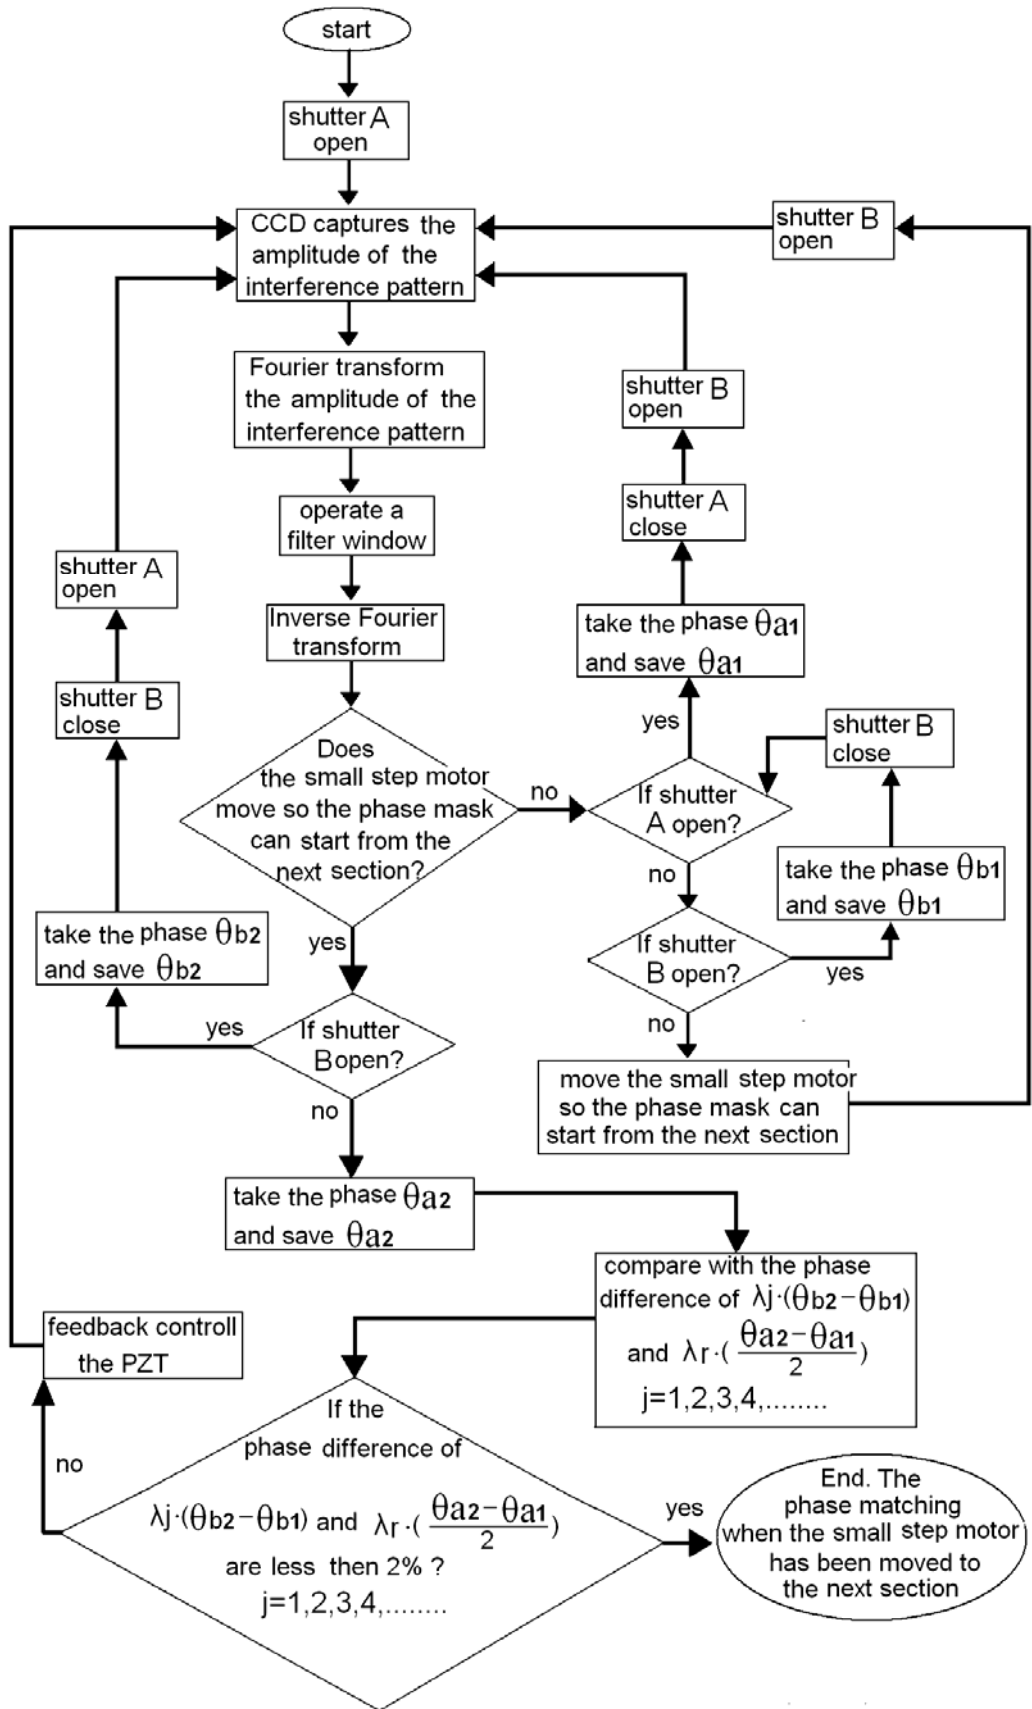 start
shutter A
open
CCD captures the
amplitude of the
interference pattern
shutter B
open
Fourier transform
the amplitude of the
interference pattern
shutter B
open
operate a
filter window
shutter A
close
shutter A
open
Inverse Fourier
transform
take the phase θa1
and save θa1
shutter B
close
yes
Does
the small step motor
move so the phase mask
can start from the
next section?
no
If shutter
A open?
shutter B
close
no
take the phase θb1
and save θb1
take the phase θb2
and save θb2
yes
If shutter
B open?
yes
yes
If shutter
B open?
no
no
move the small step motor
so the phase mask can
start from the next section
take the phase θa2
and save θa2
compare with the phase
difference of λj·(θb2−θb1)
and λr·(θa2−θa1/2)
j=1,2,3,4,........
feedback controll
the PZT
no
If the
phase difference of
λj·(θb2−θb1) and λr·(θa2−θa1/2)
are less then 2% ?
j=1,2,3,4,........
yes
End. The
phase matching
when the small step motor
has been moved to
the next section